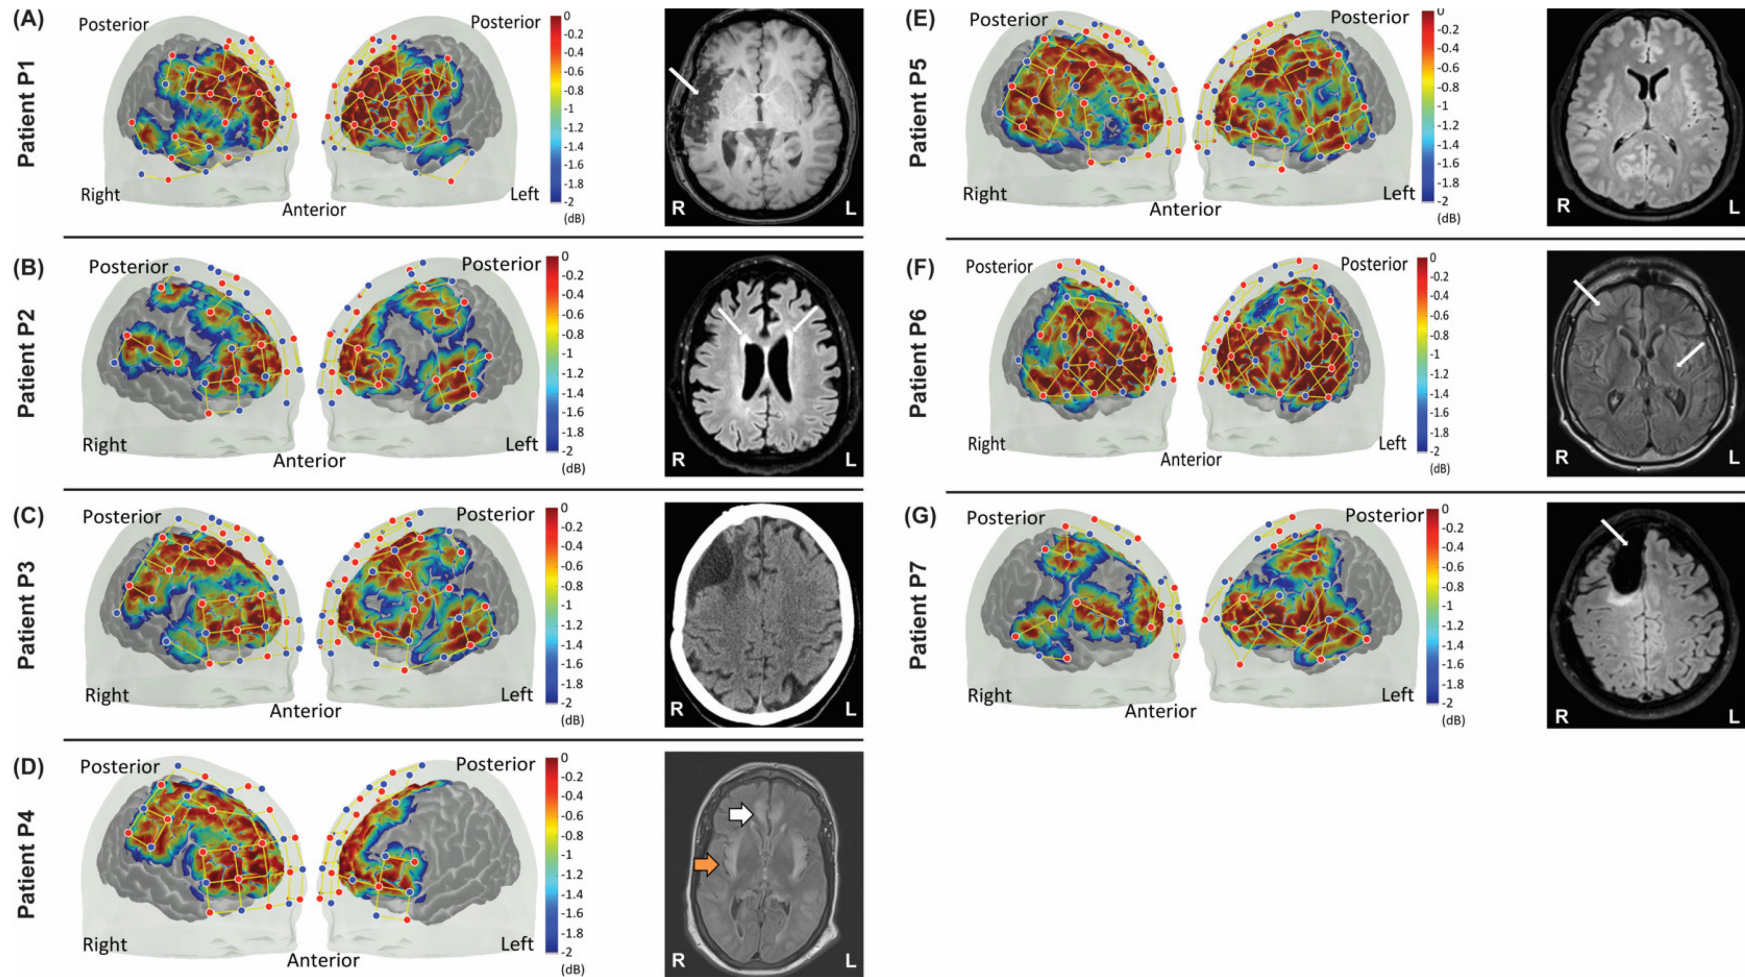 (A)
Patient P1
Posterior
Posterior
Right
Anterior
Left
0
-0.2
-0.4
-0.6
-0.8
-1
-1.2
-1.4
-1.6
-1.8
-2
(dB)
R
L
(B)
Patient P2
Posterior
Posterior
Right
Anterior
Left
0
-0.2
-0.4
-0.6
-0.8
-1
-1.2
-1.4
-1.6
-1.8
-2
(dB)
R
L
(C)
Patient P3
Posterior
Posterior
Right
Anterior
Left
0
-0.2
-0.4
-0.6
-0.8
-1
-1.2
-1.4
-1.6
-1.8
-2
(dB)
R
L
(D)
Patient P4
Posterior
Posterior
Right
Anterior
Left
0
-0.2
-0.4
-0.6
-0.8
-1
-1.2
-1.4
-1.6
-1.8
-2
(dB)
R
L
(E)
Patient P5
Posterior
Posterior
Right
Anterior
Left
0
-0.2
-0.4
-0.6
-0.8
-1
-1.2
-1.4
-1.6
-1.8
-2
(dB)
R
L
(F)
Patient P6
Posterior
Posterior
Right
Anterior
Left
0
-0.2
-0.4
-0.6
-0.8
-1
-1.2
-1.4
-1.6
-1.8
-2
(dB)
R
L
(G)
Patient P7
Posterior
Posterior
Right
Anterior
Left
0
-0.2
-0.4
-0.6
-0.8
-1
-1.2
-1.4
-1.6
-1.8
-2
(dB)
R
L